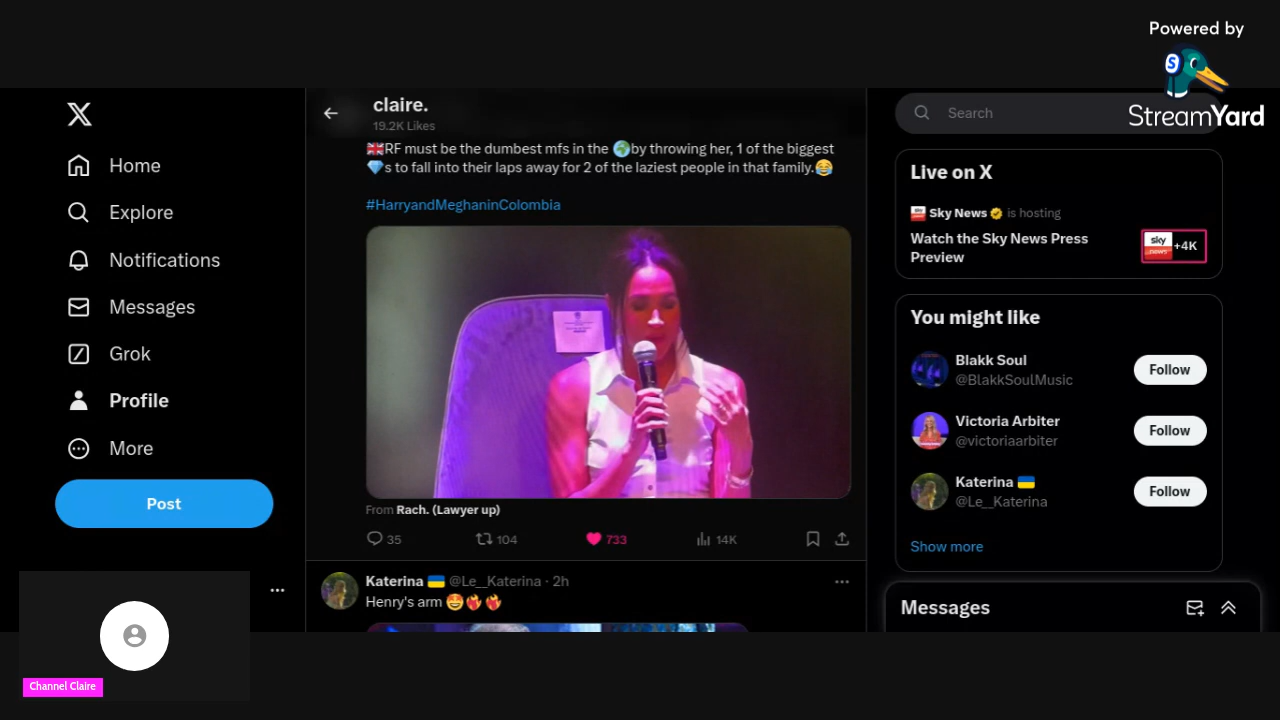 Powered by
StreamYard
Home
Explore
Notifications
Messages
Grok
Profile
More
Post
Channel Claire
claire.
19.2K Likes
🇬🇧RF must be the dumbest mfs in the 🌍by throwing her, 1 of the biggest
💎s to fall into their laps away for 2 of the laziest people in that family.😂
#HarryandMeghaninColombia
From Rach. (Lawyer up)
35
104
733
14K
Katerina 🇺🇦 @Le__Katerina · 2h
Henry's arm 🤩❤️‍🔥❤️‍🔥
Search
Live on X
Sky News is hosting
Watch the Sky News Press
Preview
sky
news
+4K
You might like
Blakk Soul
@BlakkSoulMusic
Follow
Victoria Arbiter
@victoriaarbiter
Follow
Katerina 🇺🇦
@Le__Katerina
Follow
Show more
Messages